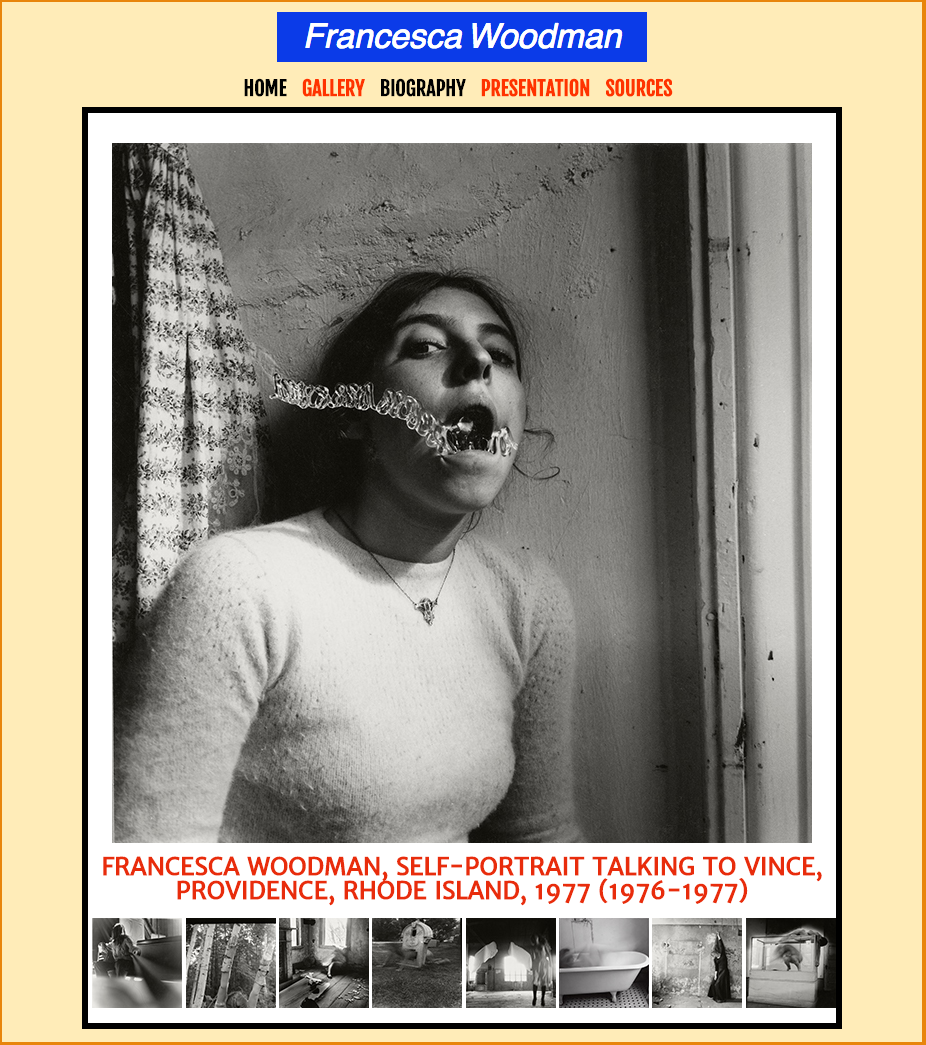 Francesca Woodman
HOME GALLERY BIOGRAPHY PRESENTATION SOURCES
FRANCESCA WOODMAN, SELF-PORTRAIT TALKING TO VINCE,
PROVIDENCE, RHODE ISLAND, 1977 (1976-1977)